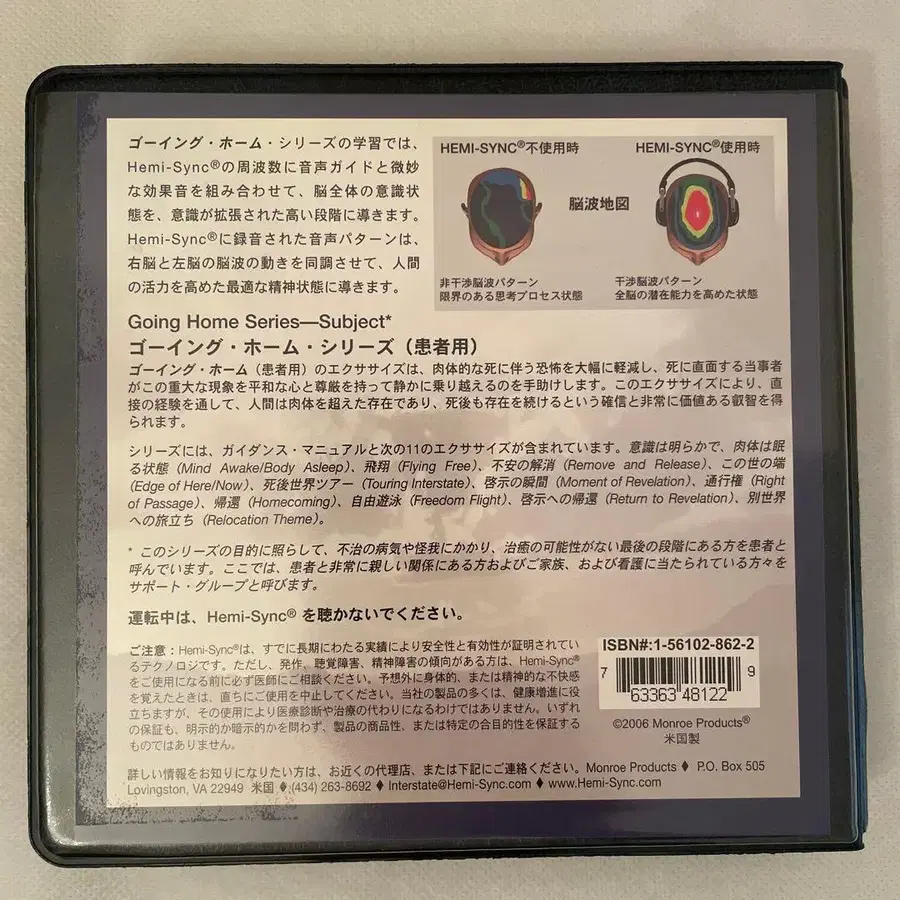 ゴーイング・ホーム・シリーズの学習では、
Hemi-Sync®の周波数に音声ガイドと微妙
な効果音を組み合わせて、脳全体の意識状
態を、意識が拡張された高い段階に導きます。
Hemi-Sync®に録音された音声パターンは、
右脳と左脳の脳波の動きを同調させて、人間
の活力を高めた最適な精神状態に導きます。
HEMI-SYNC®不使用時
HEMI-SYNC®使用時
脳波地図
非干渉脳波パターン
限界のある思考プロセス状態
干渉脳波パターン
全脳の潜在能力を高めた状態
Going Home Series—Subject*
ゴーイング・ホーム・シリーズ（患者用）
ゴーイング・ホーム（患者用）のエクササイズは、肉体的な死に伴う恐怖を大幅に軽減し、死に直面する当事者
がこの重大な現象を平和な心と尊厳を持って静かに乗り越えるのを手助けします。このエクササイズにより、直
接の経験を通して、人間は肉体を超えた存在であり、死後も存在を続けるという確信と非常に価値ある叡智を得
られます。
シリーズには、ガイダンス・マニュアルと次の11のエクササイズが含まれています。意識は明らかで、肉体は眠
る状態（Mind Awake/Body Asleep）、飛翔（Flying Free）、不安の解消（Remove and Release）、この世の端
（Edge of Here/Now）、死後世界ツアー（Touring Interstate）、啓示の瞬間（Moment of Revelation）、通行権（Right
of Passage）、帰還（Homecoming）、自由遊泳（Freedom Flight）、啓示への帰還（Return to Revelation）、別世界
への旅立ち（Relocation Theme）。
* このシリーズの目的に照らして、不治の病気や怪我にかかり、治癒の可能性がない最後の段階にある方を患者と
呼んでいます。ここでは、患者と非常に親しい関係にある方およびご家族、および看護に当たられている方々を
サポート・グループと呼びます。
運転中は、Hemi-Sync® を聴かないでください。
ご注意：Hemi-Sync®は、すでに長期にわたる実績により安全性と有効性が証明されてい
るテクノロジです。ただし、発作、聴覚障害、精神障害の傾向がある方は、Hemi-Sync®
をご使用になる前に必ず医師にご相談ください。予想外に身体的、または精神的な不快感
を覚えたときは、直ちにご使用を中止してください。当社の製品の多くは、健康増進に役
立ちますが、その使用により医療診断や治療の代わりになるわけではありません。いずれ
の保証も、明示的か暗示的かを問わず、製品の商品性、または特定の合目的性を保証する
ものではありません。
ISBN#:1-56102-862-2
7 63363 48122 9
©2006 Monroe Products®
米国製
詳しい情報をお知りになりたい方は、お近くの代理店、または下記にご連絡ください。Monroe Products ♦ P.O. Box 505
Lovingston, VA 22949 米国 ♦ (434) 263-8692 ♦ Interstate@Hemi-Sync.com ♦ www.Hemi-Sync.com